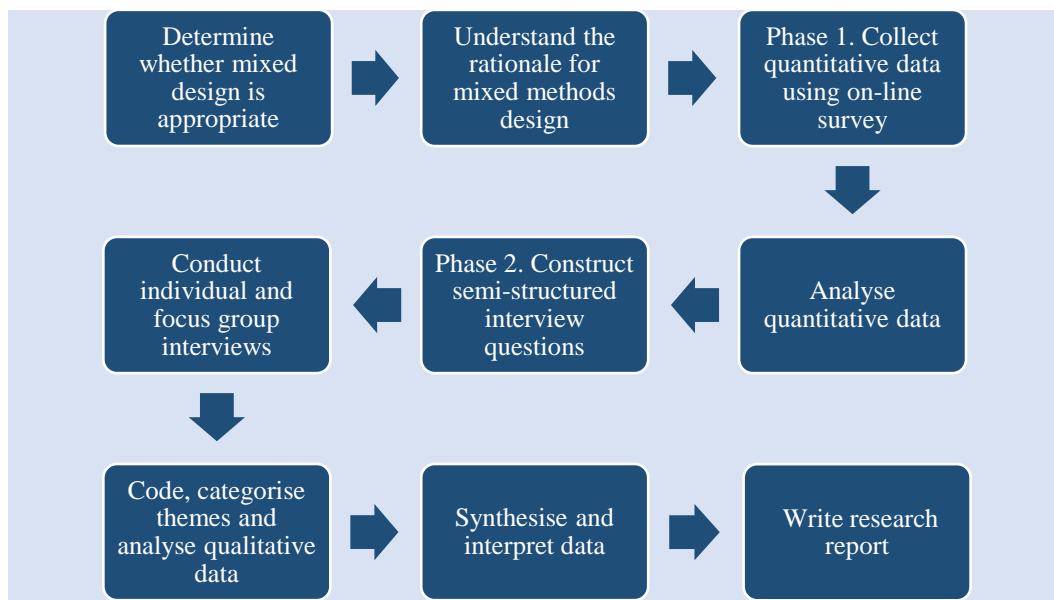 Determine
whether mixed
design is
appropriate
Understand the
rationale for
mixed methods
design
Phase 1. Collect
quantitative data
using on-line
survey
Analyse
quantitative data
Phase 2. Construct
semi-structured
interview
questions
Conduct
individual and
focus group
interviews
Code, categorise
themes and
analyse qualitative
data
Synthesise and
interpret data
Write research
report